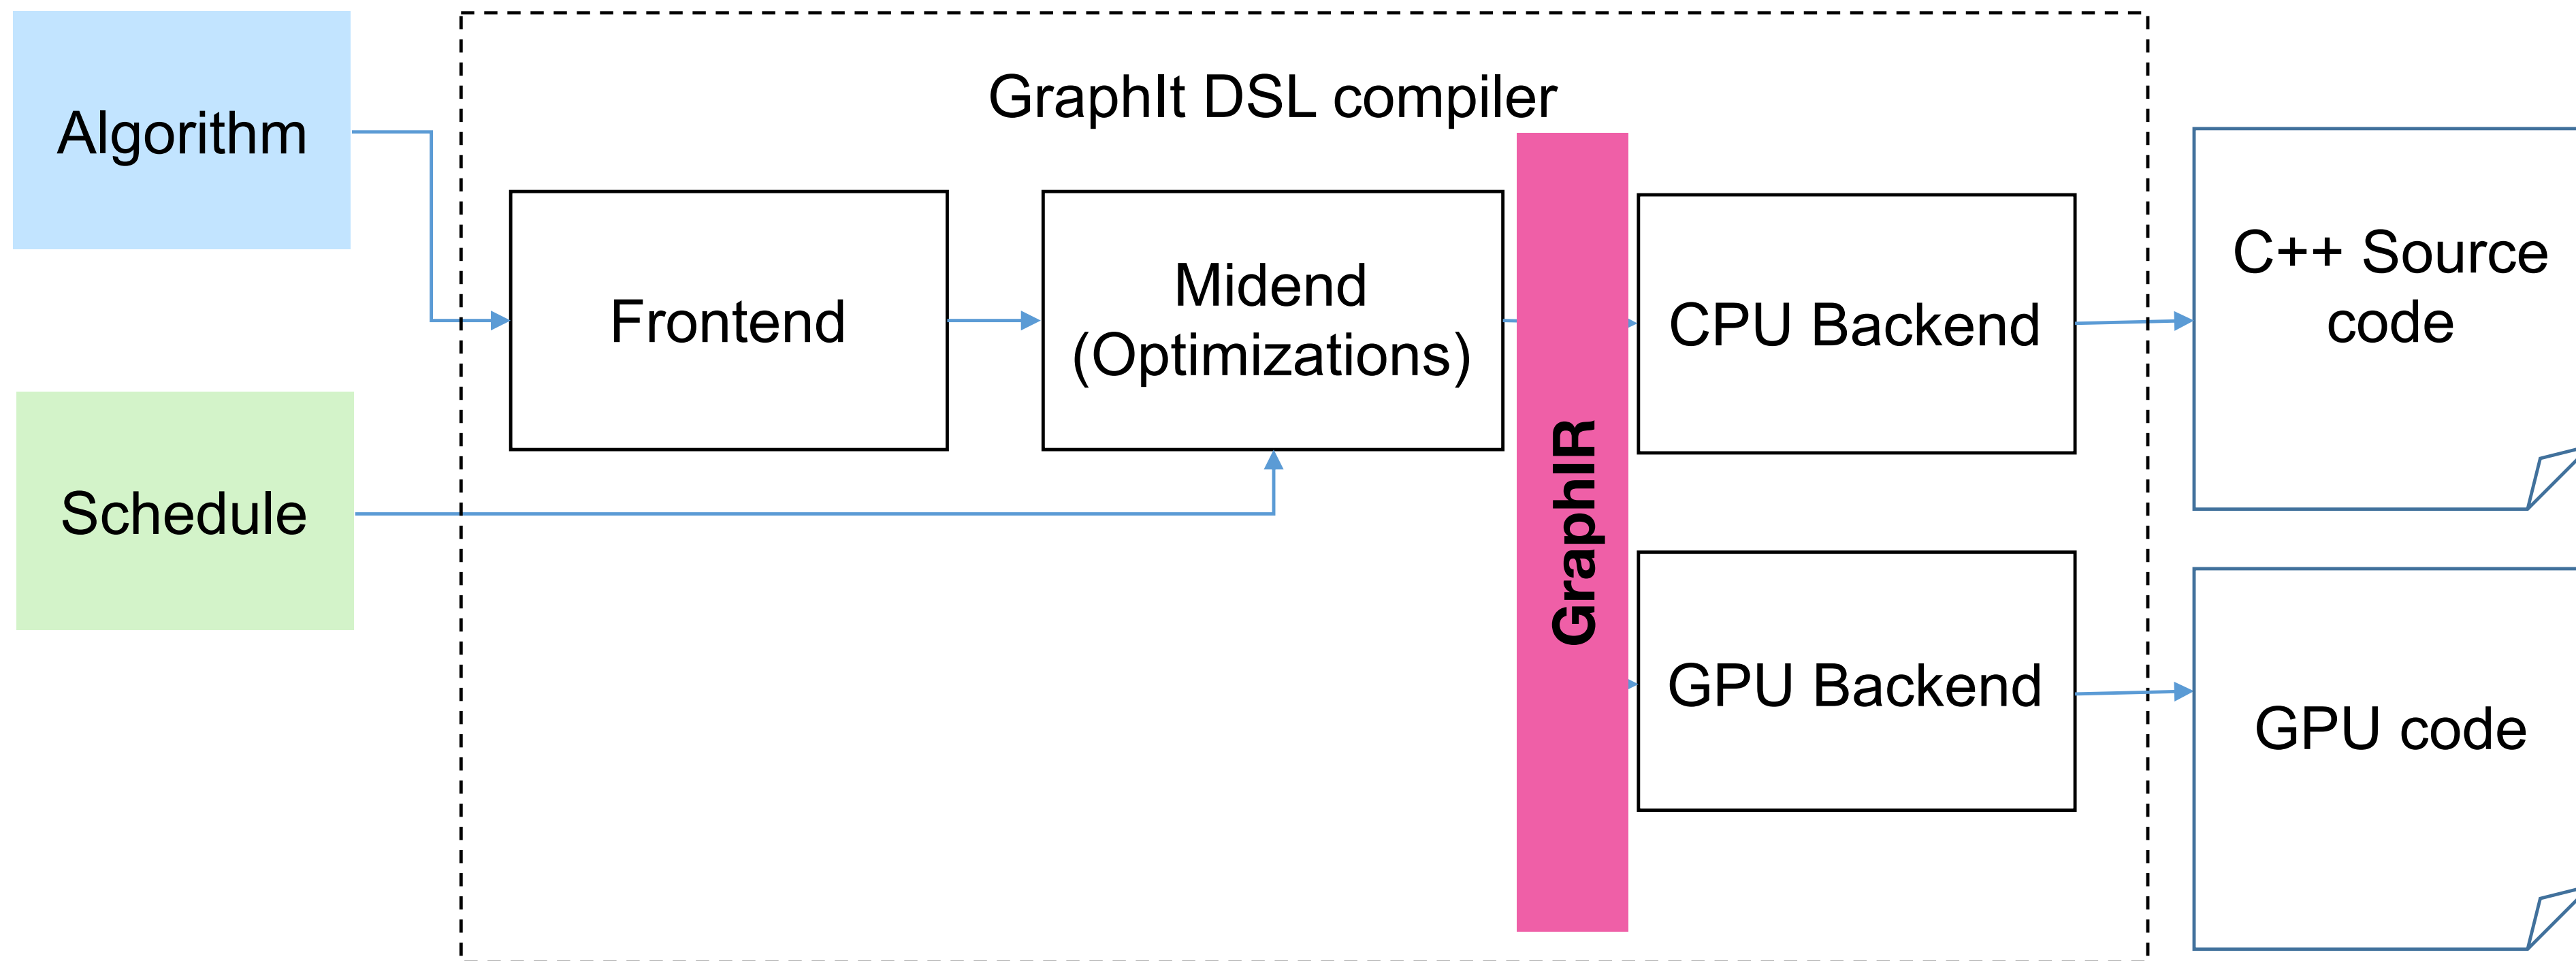 GraphIt DSL compiler
Algorithm
Schedule
Frontend
Midend
(Optimizations)
GraphIR
CPU Backend
GPU Backend
C++ Source
code
GPU code